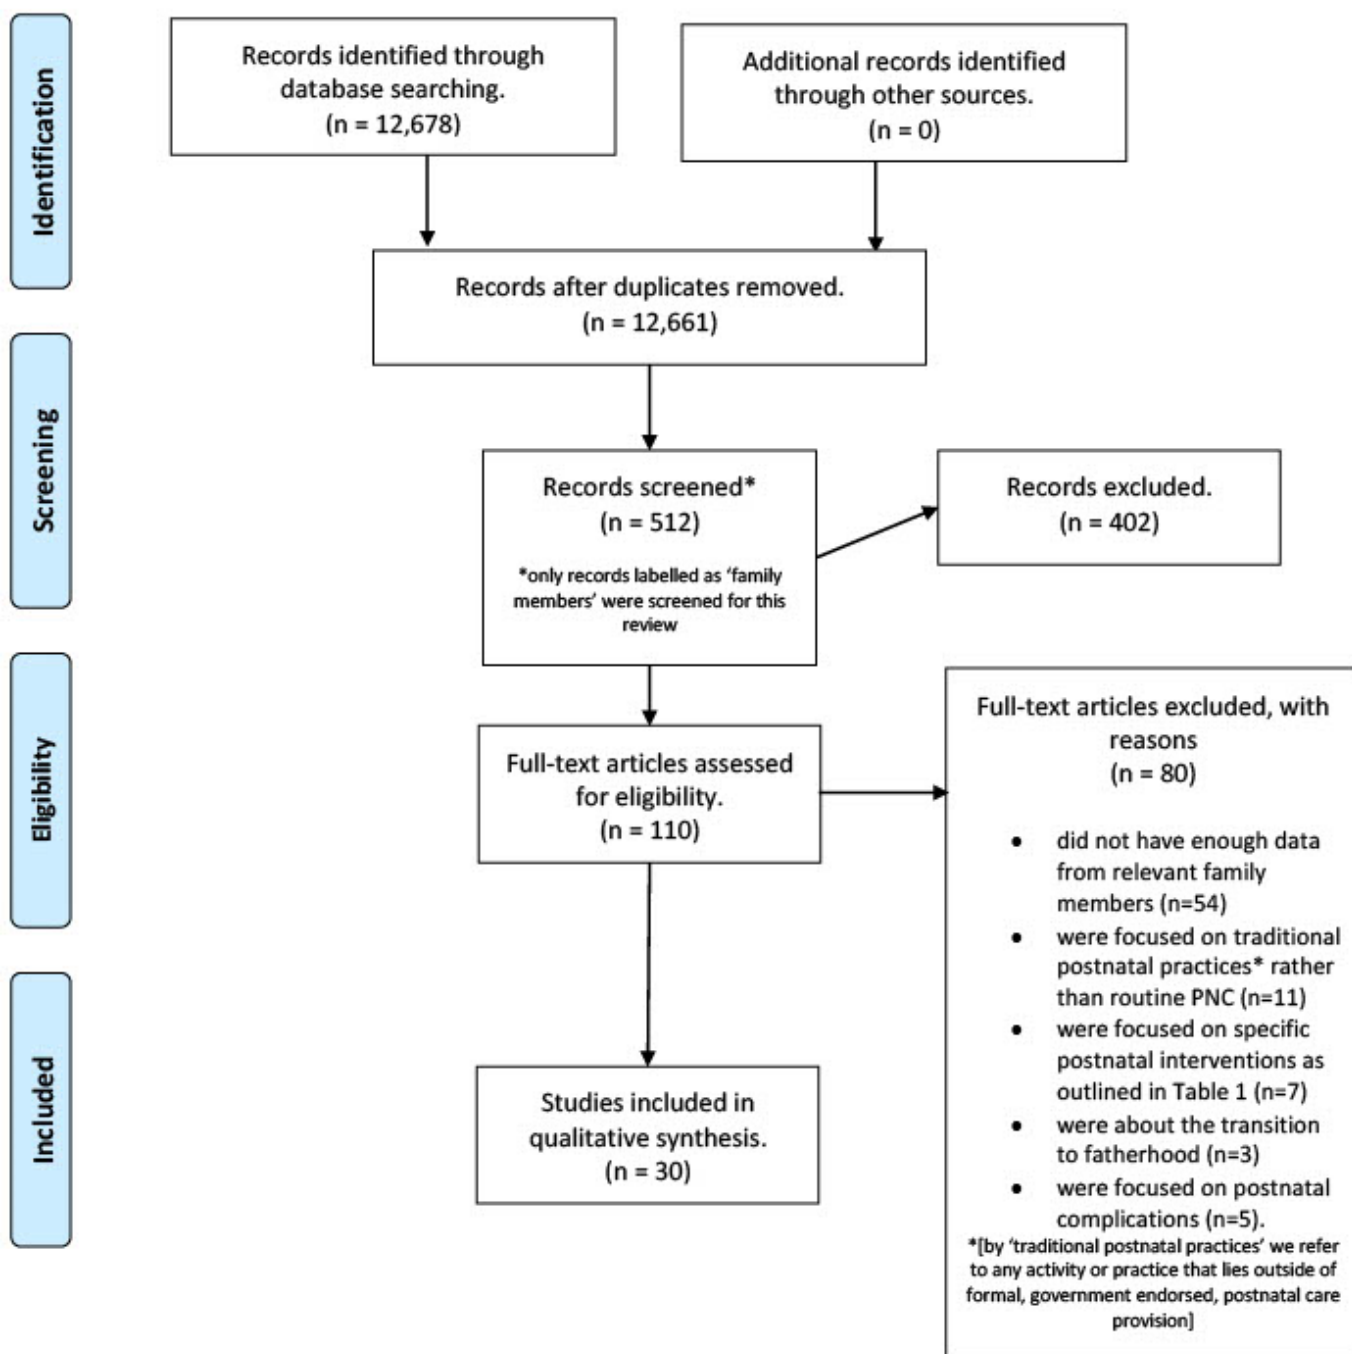 Identification
Records identified through
database searching.
(n = 12,678)
Additional records identified
through other sources.
(n = 0)
Records after duplicates removed.
(n = 12,661)
Screening
Records screened*
(n = 512)
*only records labelled as ‘family
members’ were screened for this
review
Records excluded.
(n = 402)
Eligibility
Full-text articles assessed
for eligibility.
(n = 110)
Full-text articles excluded, with
reasons
(n = 80)
• did not have enough data
from relevant family
members (n=54)
• were focused on traditional
postnatal practices* rather
than routine PNC (n=11)
• were focused on specific
postnatal interventions as
outlined in Table 1 (n=7)
• were about the transition
to fatherhood (n=3)
• were focused on postnatal
complications (n=5).
*[by ‘traditional postnatal practices’ we refer
to any activity or practice that lies outside of
formal, government endorsed, postnatal care
provision]
Included
Studies included in
qualitative synthesis.
(n = 30)